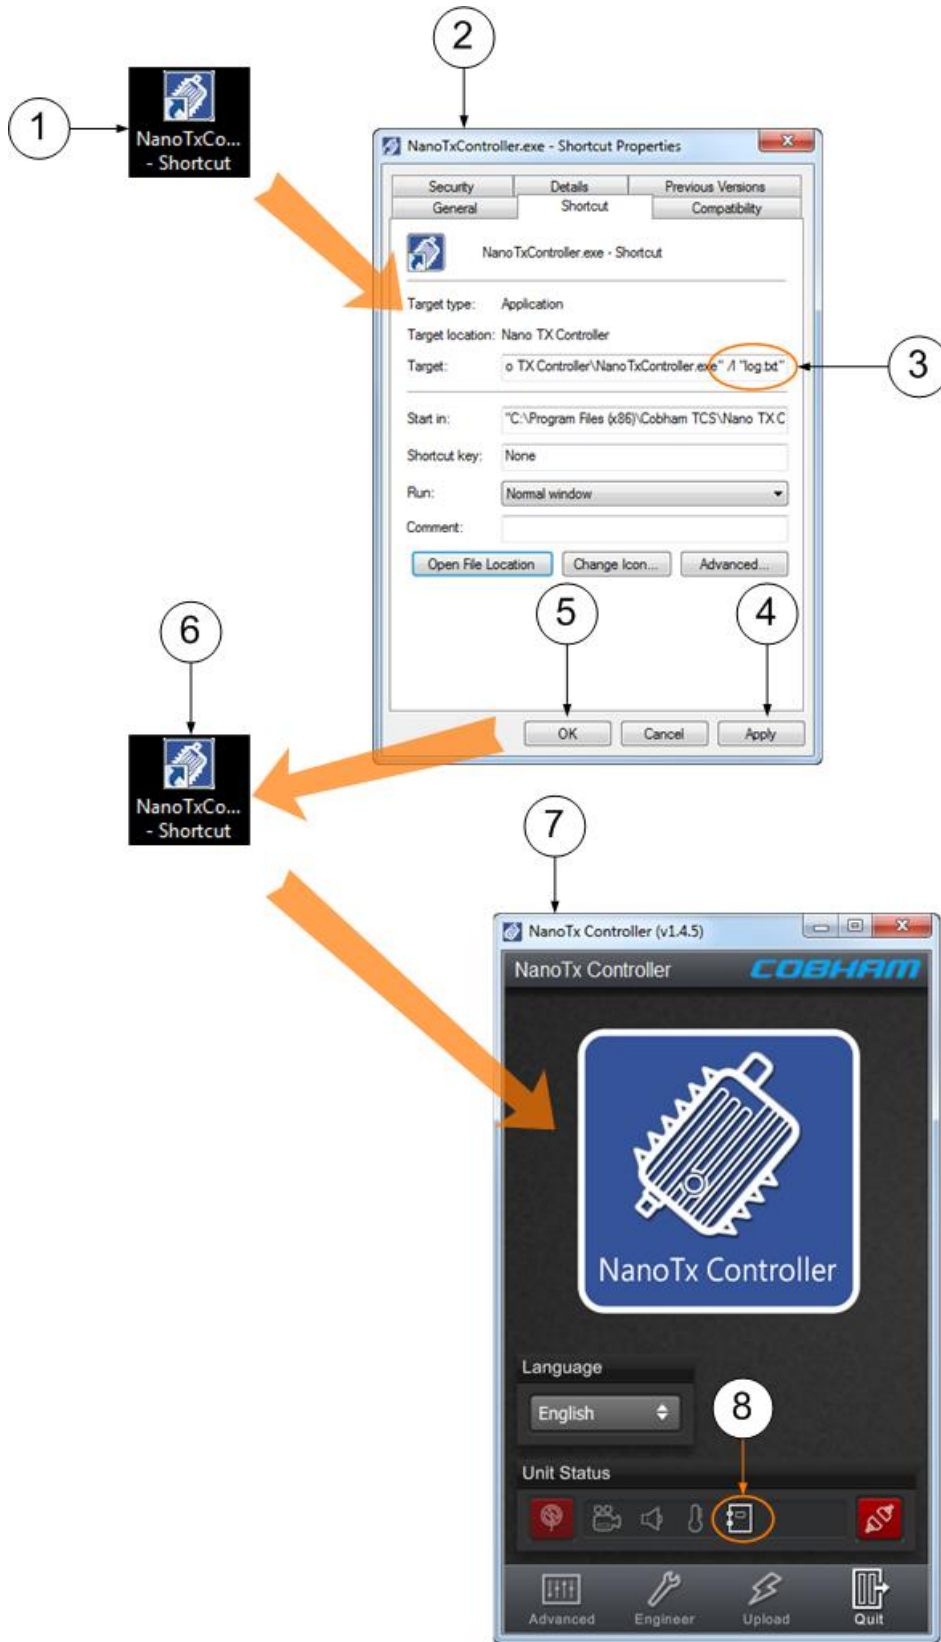 2
1
NanoTxCo...
- Shortcut
NanoTxController.exe - Shortcut Properties
Security Details Previous Versions
General Shortcut Compatibility
NanoTxController.exe - Shortcut
Target type: Application
Target location: Nano TX Controller
Target: o TX Controller\NanoTxController.exe" /l "log.txt"
3
Start in: "C:\Program Files (x86)\Cobham TCS\Nano TX C
Shortcut key: None
Run: Normal window
Comment:
Open File Location Change Icon... Advanced...
5 4
6
OK Cancel Apply
NanoTxCo...
- Shortcut
7
NanoTx Controller (v1.4.5)
NanoTx Controller COBHAM
NanoTx Controller
Language
English
8
Unit Status
Advanced Engineer Upload Quit